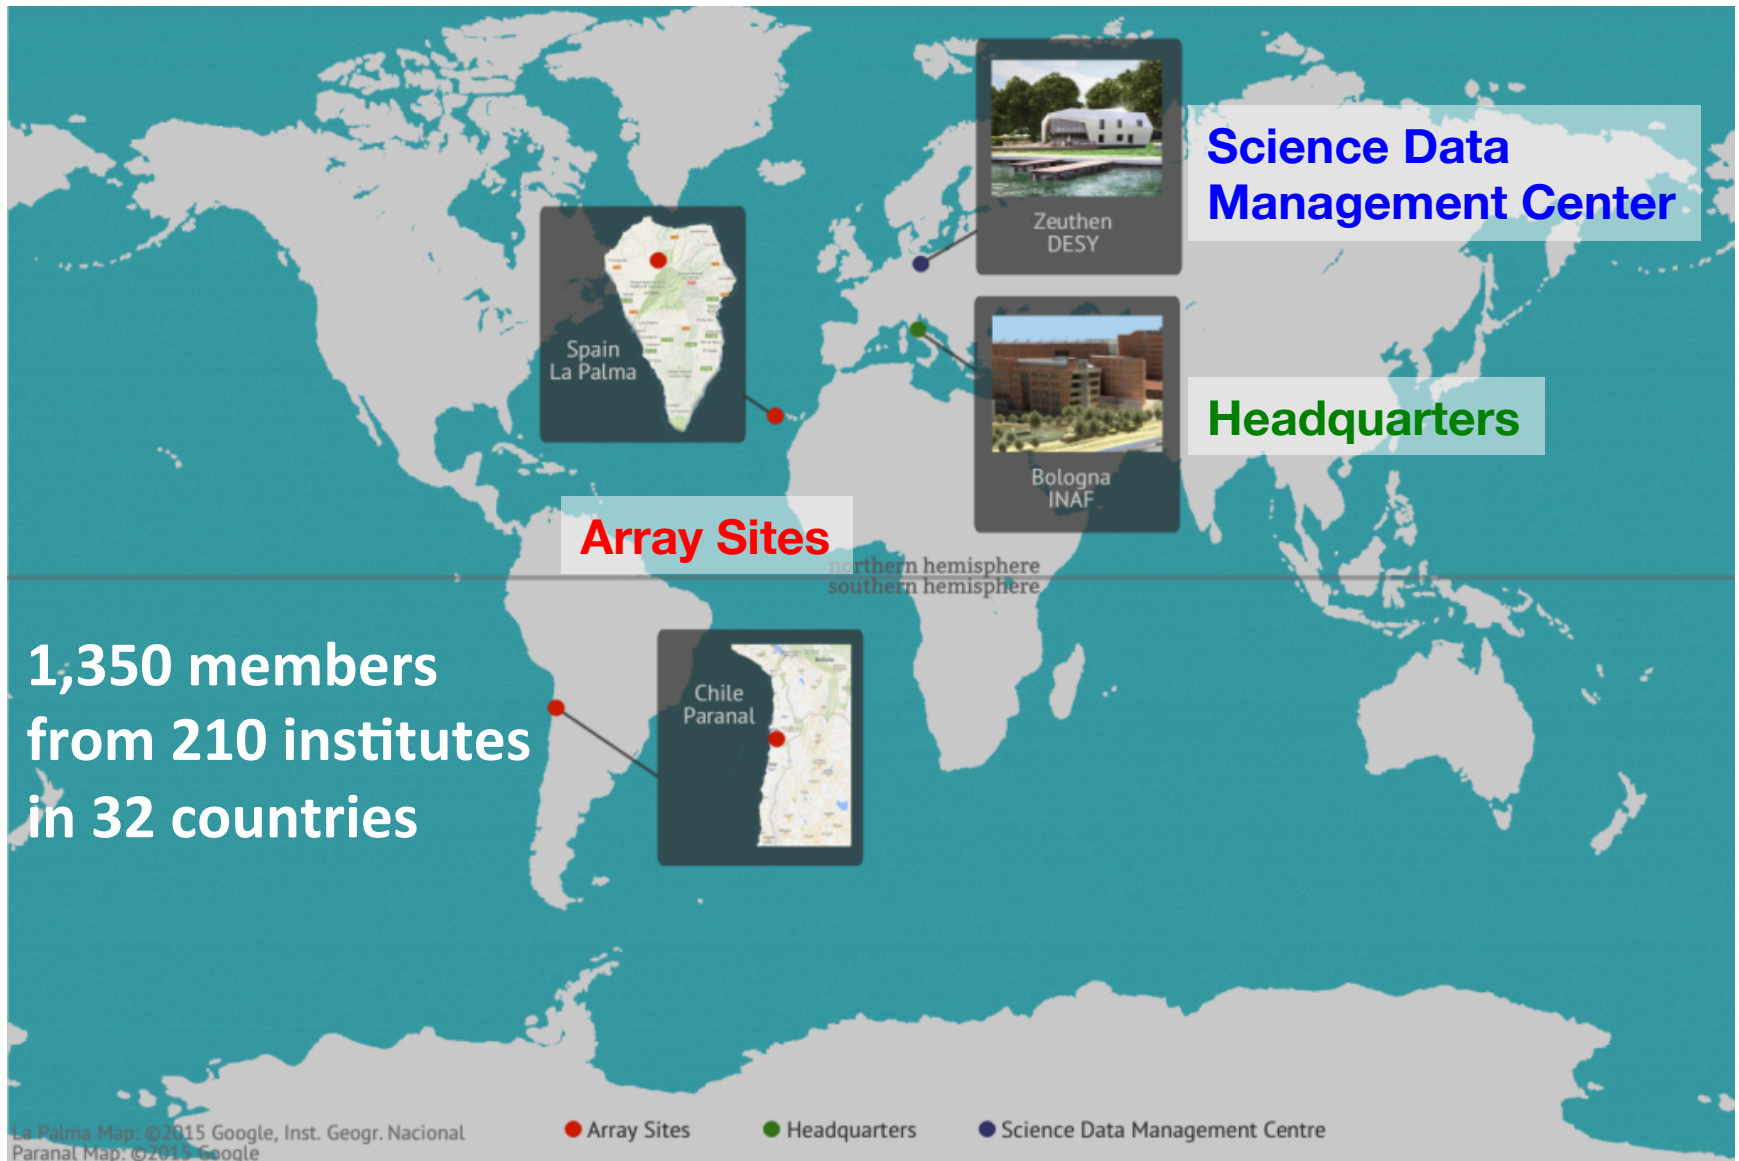 Zeuthen
DESY
Science Data
Management Center
Spain
La Palma
Bologna
INAF
Headquarters
Array Sites
northern hemisphere
southern hemisphere
1,350 members
from 210 institutes
in 32 countries
Chile
Paranal
Array Sites
Headquarters
Science Data Management Centre
La Palma Map: ©2015 Google, Inst. Geogr. Nacional
Paranal Map: ©2015 Google